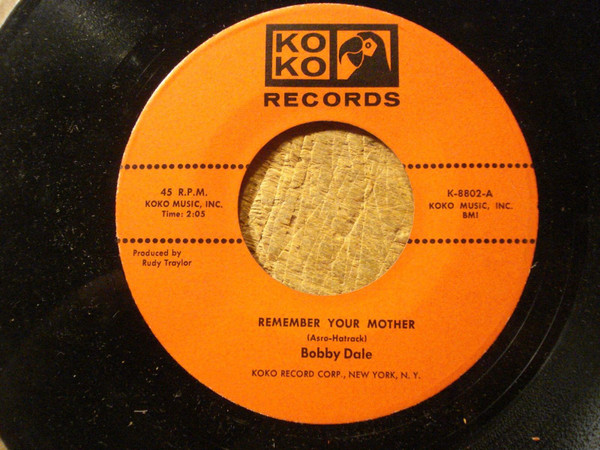 KO
KO
RECORDS
45 R.P.M.
KOKO MUSIC, INC.
Time: 2:05
K-8802-A
KOKO MUSIC, INC.
BMI
Produced by
Rudy Traylor
REMEMBER YOUR MOTHER
(Asro-Hatrack)
Bobby Dale
KOKO RECORD CORP., NEW YORK, N. Y.